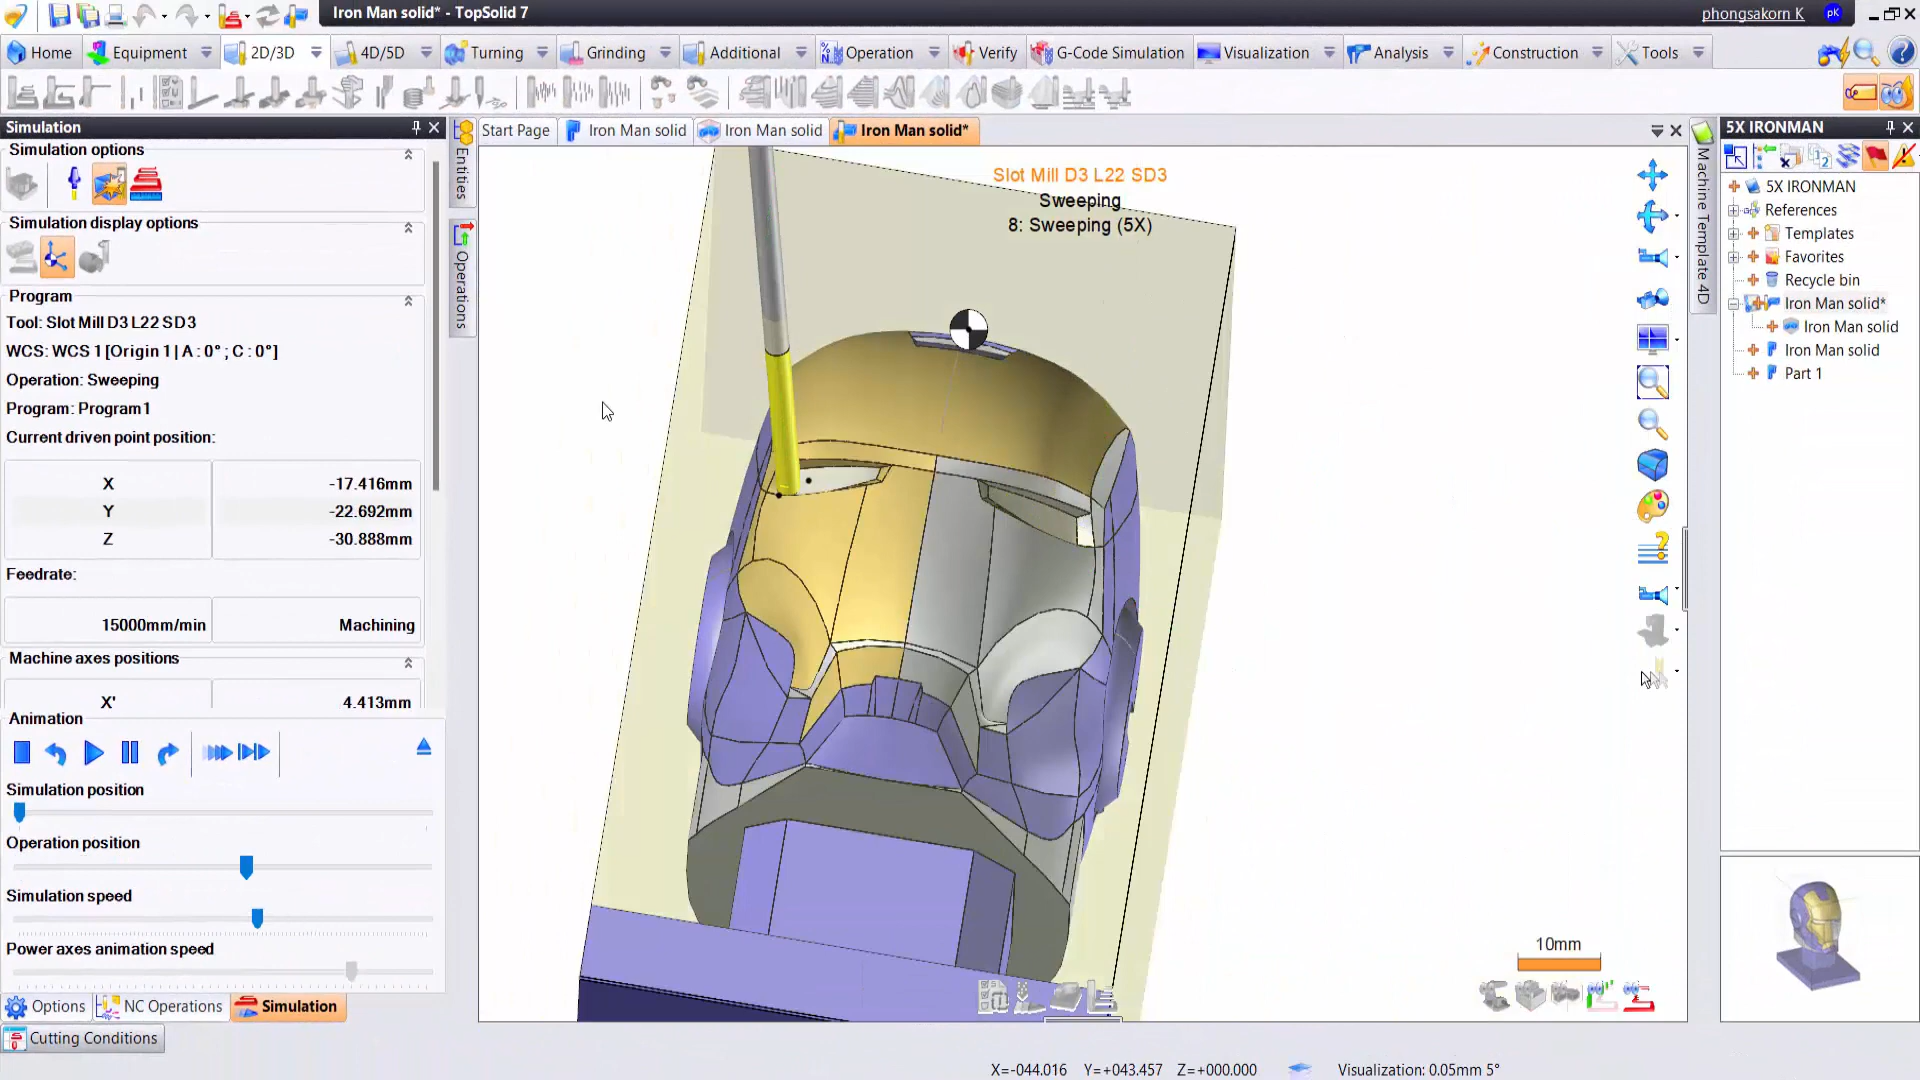 Iron Man solid* - TopSolid 7
phongsakorn K
pK
Home
Equipment
2D/3D
4D/5D
Turning
Grinding
Additional
Operation
Verify
G-Code Simulation
Visualization
Analysis
Construction
Tools
Simulation
Start Page
Iron Man solid
Iron Man solid
Iron Man solid*
5X IRONMAN
Simulation options
Simulation display options
Program
Tool: Slot Mill D3 L22 SD3
WCS: WCS 1 [Origin 1 | A : 0° ; C : 0°]
Operation: Sweeping
Program: Program1
Current driven point position:
X -17.416mm
Y -22.692mm
Z -30.888mm
Feedrate:
15000mm/min Machining
Machine axes positions
X' 4.413mm
Animation
Simulation position
Operation position
Simulation speed
Power axes animation speed
Options
NC Operations
Simulation
Cutting Conditions
Entities
Operations
Slot Mill D3 L22 SD3
Sweeping
8: Sweeping (5X)
10mm
Machine Template 4D
5X IRONMAN
References
Templates
Favorites
Recycle bin
Iron Man solid*
Iron Man solid
Iron Man solid
Part 1
X=-044.016 Y=+043.457 Z=+000.000
Visualization: 0.05mm 5°